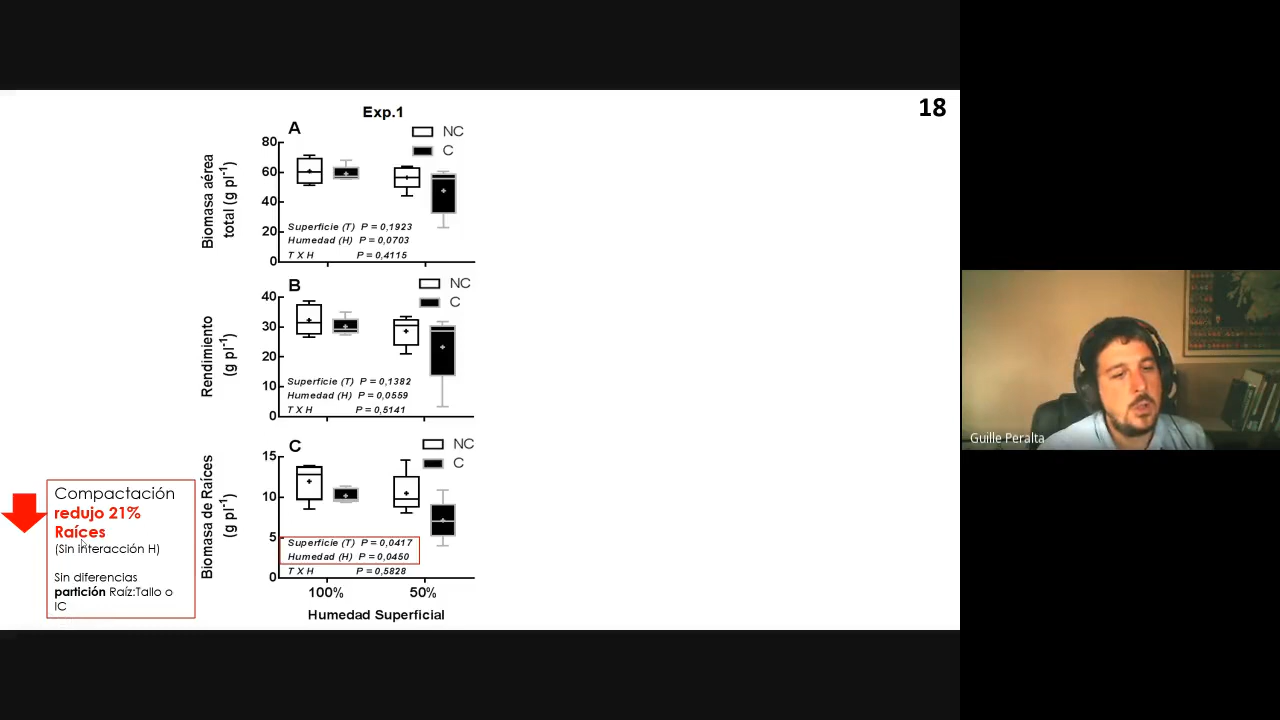 18
Exp.1
A
NC
C
80
60
40
20
0
Biomasa aérea
total (g pl-1)
Superficie (T) P = 0,1923
Humedad (H) P = 0,0703
T X H P = 0,4115
B
NC
C
40
30
20
10
0
Rendimiento
(g pl-1)
Superficie (T) P = 0,1382
Humedad (H) P = 0,0559
T X H P = 0,5141
C
NC
C
15
10
5
0
Biomasa de Raíces
(g pl-1)
Superficie (T) P = 0,0417
Humedad (H) P = 0,0450
T X H P = 0,5828
100%
50%
Humedad Superficial
Compactación
redujo 21%
Raíces
(Sin interacción H)
Sin diferencias
partición Raíz:Tallo o
IC
Guille Peralta